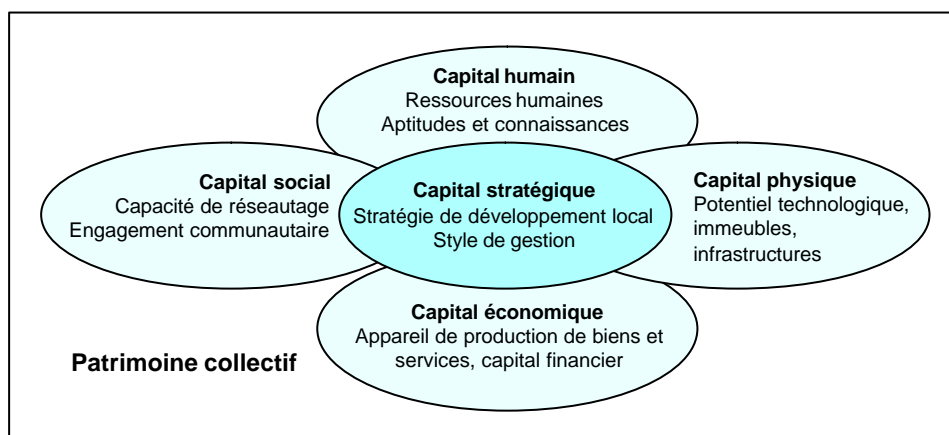 Capital humain
Ressources humaines
Aptitudes et connaissances
Capital social
Capacité de réseautage
Engagement communautaire
Capital stratégique
Stratégie de développement local
Style de gestion
Capital physique
Potentiel technologique,
immeubles,
infrastructures
Capital économique
Appareil de production de biens et
services, capital financier
Patrimoine collectif